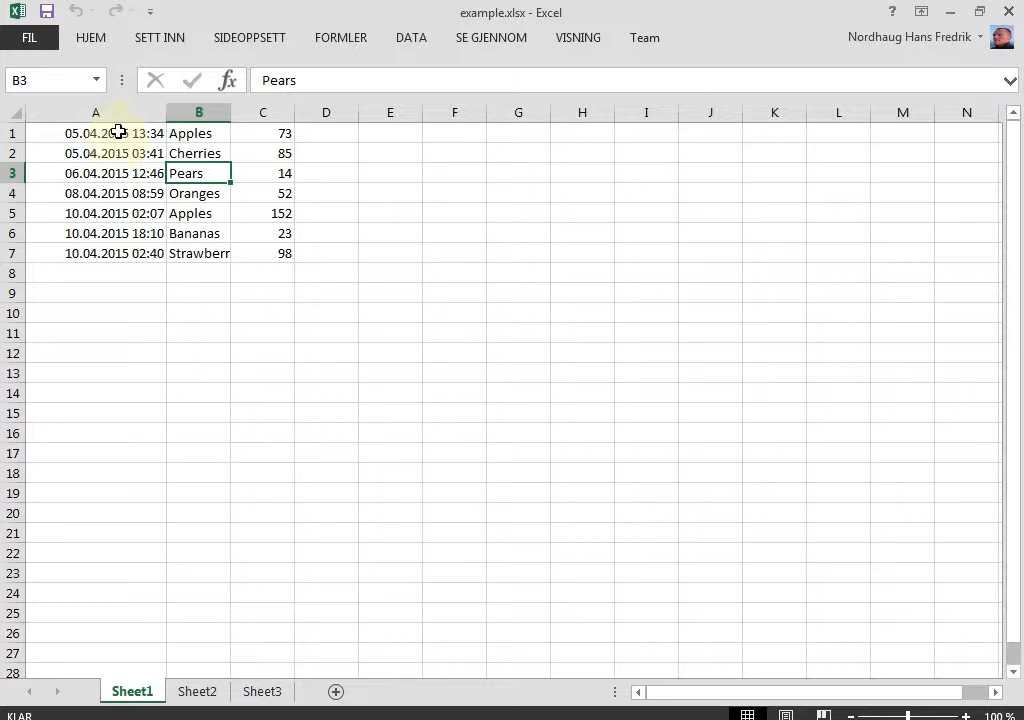 example.xlsx - Excel
FIL HJEM SETT INN SIDEOPPSETT FORMLER DATA SE GJENNOM VISNING Team Nordhaug Hans Fredrik
B3 fx Pears
A B C D E F G H I J K L M N
1 05.04.2015 13:34 Apples 73
2 05.04.2015 03:41 Cherries 85
3 06.04.2015 12:46 Pears 14
4 08.04.2015 08:59 Oranges 52
5 10.04.2015 02:07 Apples 152
6 10.04.2015 18:10 Bananas 23
7 10.04.2015 02:40 Strawberr 98
8
9
10
11
12
13
14
15
16
17
18
19
20
21
22
23
24
25
26
27
28
Sheet1 Sheet2 Sheet3
KLAR 100 %